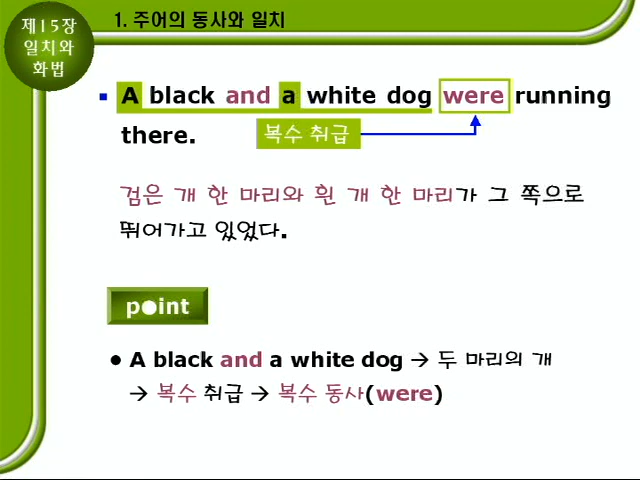 제15장
일치와
화법
1. 주어의 동사와 일치
A black and a white dog were running
there.
복수 취급
검은 개 한 마리와 흰 개 한 마리가 그 쪽으로
뛰어가고 있었다.
point
• A black and a white dog → 두 마리의 개
→ 복수 취급 → 복수 동사(were)